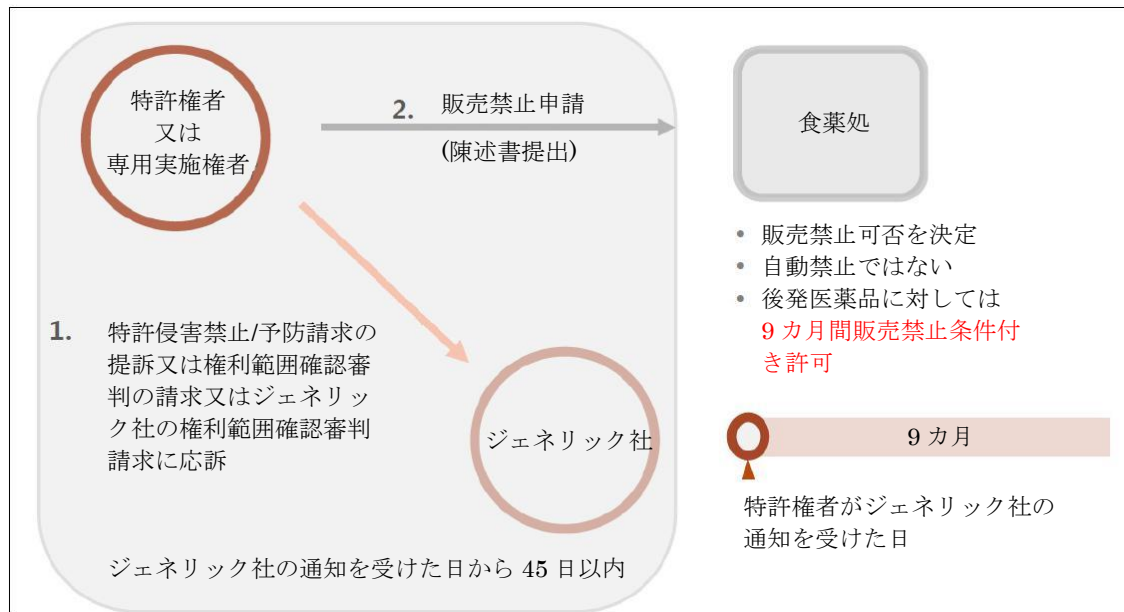 特許権者
又は
専用実施権者
2. 販売禁止申請
(陳述書提出)
食薬処
• 販売禁止可否を決定
• 自動禁止ではない
• 後発医薬品に対しては
9 カ月間販売禁止条件付
き許可
1. 特許侵害禁止/予防請求の
提訴又は権利範囲確認審
判の請求又はジェネリッ
ク社の権利範囲確認審判
請求に応訴
ジェネリック社
9 カ月
特許権者がジェネリック社の
通知を受けた日
ジェネリック社の通知を受けた日から 45 日以内